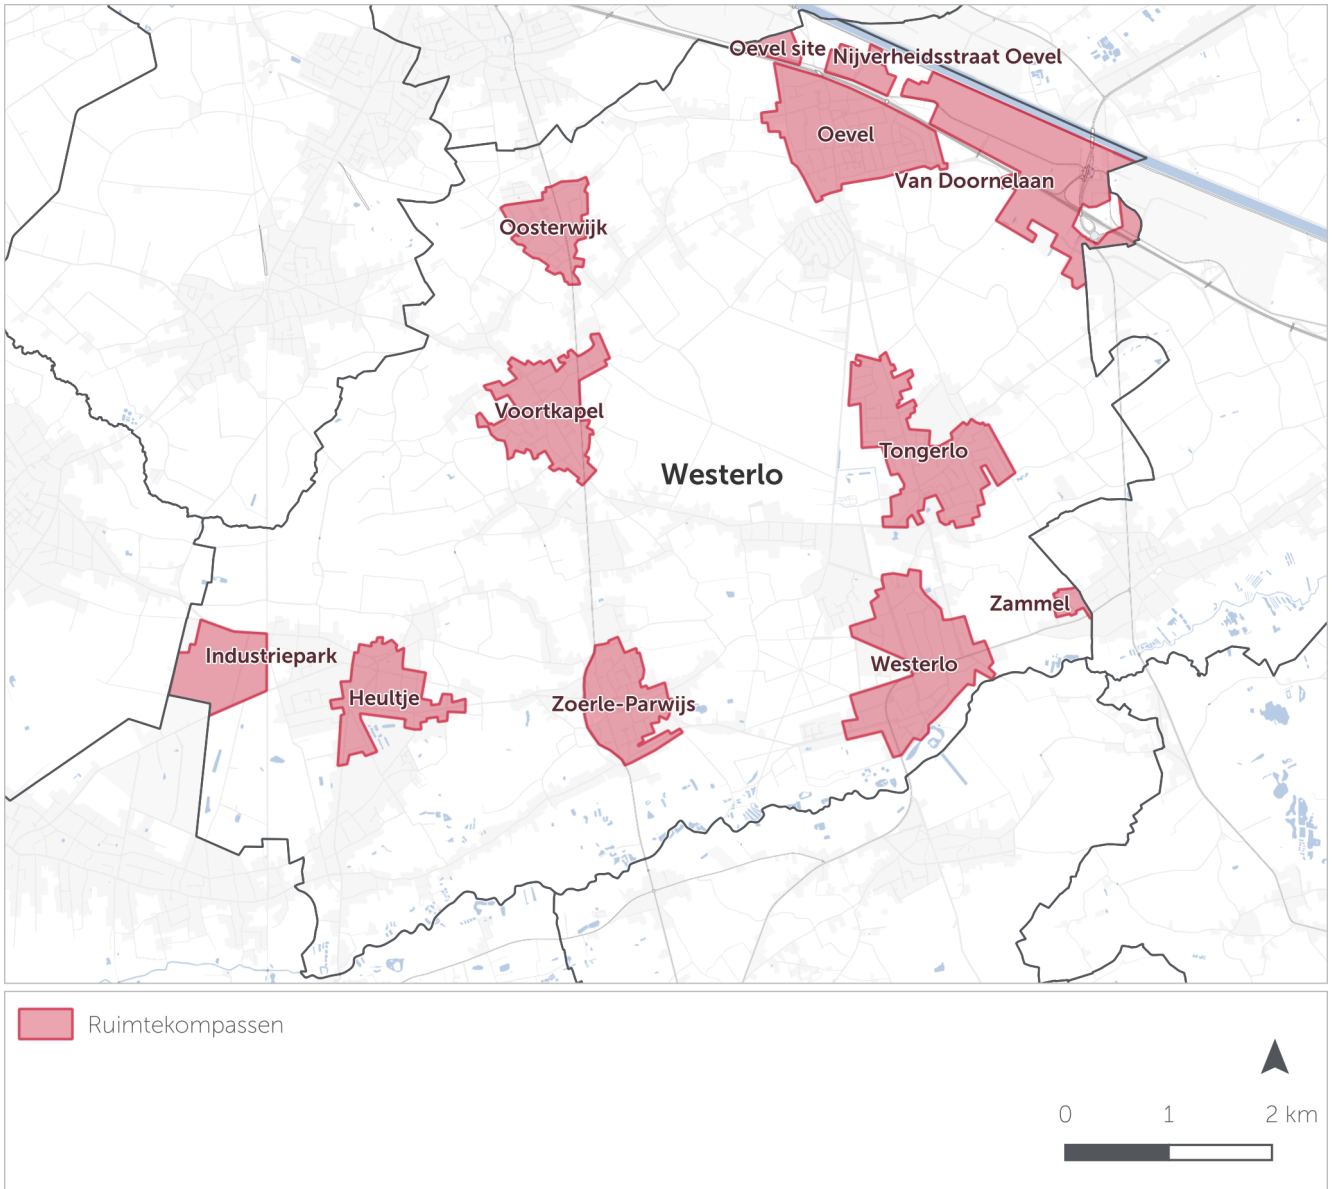 Oevel site
Nijverheidsstraat Oevel
Oevel
Van Doornelaan
Oosterwijk
Voortkapel
Tongerlo
Westerlo
Zammel
Industriepark
Westerlo
Heultje
Zoerle-Parwijs
Ruimtekompassen
0 1 2 km